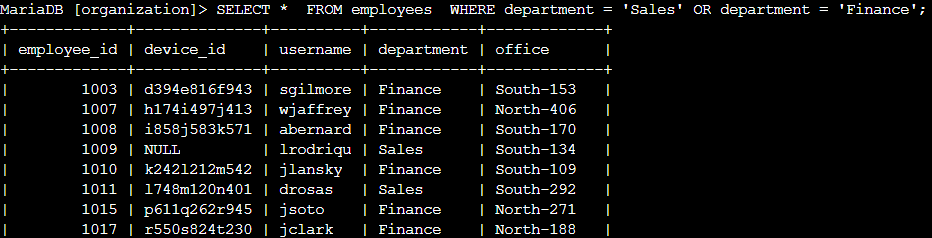 MariaDB [organization]> SELECT *  FROM employees  WHERE department = 'Sales' OR department = 'Finance';
+-------------+--------------+----------+------------+-------------+
| employee_id | device_id    | username | department | office      |
+-------------+--------------+----------+------------+-------------+
|        1003 | d394e816f943 | sgilmore | Finance    | South-153   |
|        1007 | h174i497j413 | wjaffrey | Finance    | North-406   |
|        1008 | i858j583k571 | abernard | Finance    | South-170   |
|        1009 | NULL         | lrodriqu | Sales      | South-134   |
|        1010 | k242l212m542 | jlansky  | Finance    | South-109   |
|        1011 | l748m120n401 | drosas   | Sales      | South-292   |
|        1015 | p611q262r945 | jsoto    | Finance    | North-271   |
|        1017 | r550s824t230 | jclark   | Finance    | North-188   |